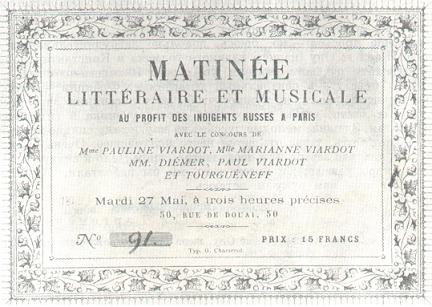 MATINÉE
LITTÉRAIRE ET MUSICALE
AU PROFIT DES INDIGENTS RUSSES A PARIS
AVEC LE CONCOURS DE
Mme PAULINE VIARDOT, Mlle MARIANNE VIARDOT
MM. DIÉMER, PAUL VIARDOT
ET TOURGUÉNEFF
Mardi 27 Mai, à trois heures précises
50, RUE DE DOUAI, 50
No 91. PRIX : 15 FRANCS
Typ. G.